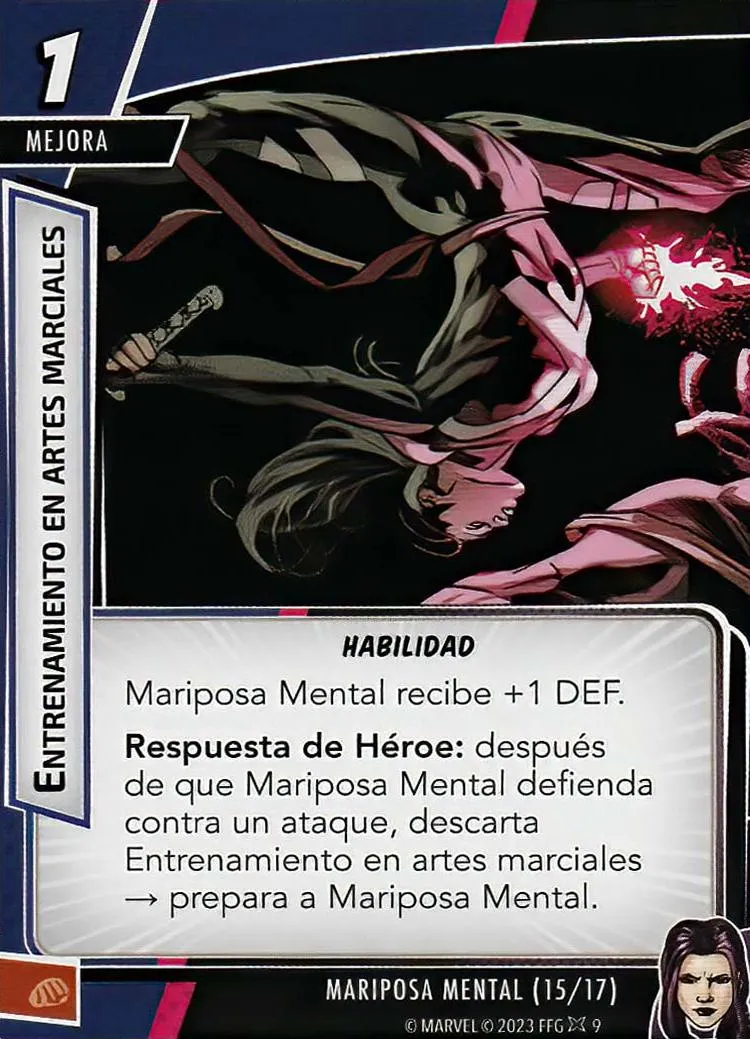 1
MEJORA
ENTRENAMIENTO EN ARTES MARCIALES
HABILIDAD
Mariposa Mental recibe +1 DEF.
Respuesta de Héroe: después
de que Mariposa Mental defienda
contra un ataque, descarta
Entrenamiento en artes marciales
→ prepara a Mariposa Mental.
MARIPOSA MENTAL (15/17)
© MARVEL © 2023 FFG 9